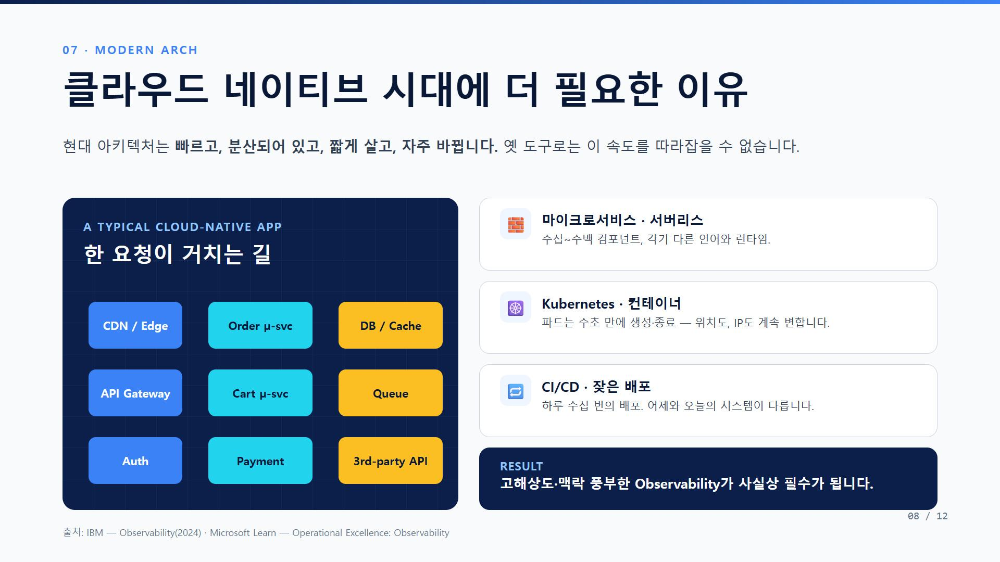 07 · MODERN ARCH
클라우드 네이티브 시대에 더 필요한 이유
현대 아키텍처는 빠르고, 분산되어 있고, 짧게 살고, 자주 바뀝니다. 옛 도구로는 이 속도를 따라잡을 수 없습니다.
A TYPICAL CLOUD-NATIVE APP
한 요청이 거치는 길
CDN / Edge
Order μ-svc
DB / Cache
API Gateway
Cart μ-svc
Queue
Auth
Payment
3rd-party API
마이크로서비스 · 서버리스
수십~수백 컴포넌트, 각기 다른 언어와 런타임.
Kubernetes · 컨테이너
파드는 수초 만에 생성·종료 — 위치도, IP도 계속 변합니다.
CI/CD · 잦은 배포
하루 수십 번의 배포. 어제와 오늘의 시스템이 다릅니다.
RESULT
고해상도·맥락 풍부한 Observability가 사실상 필수가 됩니다.
08 / 12
출처: IBM — Observability(2024) · Microsoft Learn — Operational Excellence: Observability